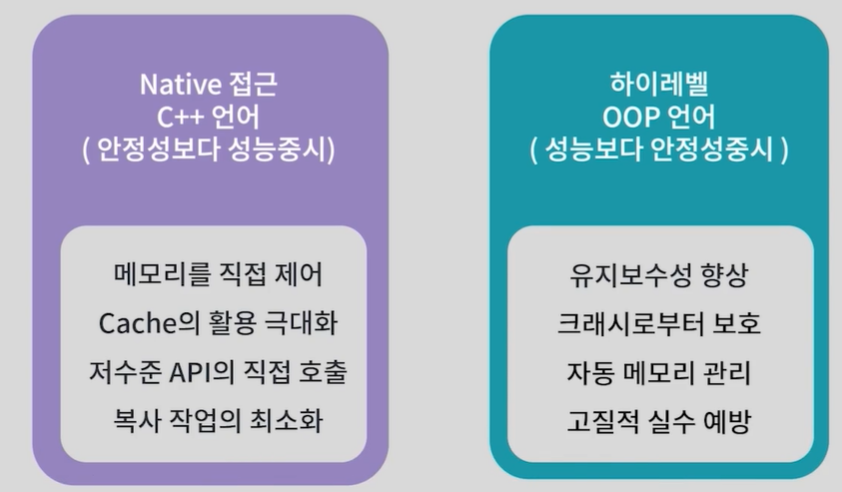 Native 접근
C++ 언어
( 안정성보다 성능중시)
메모리를 직접 제어
Cache의 활용 극대화
저수준 API의 직접 호출
복사 작업의 최소화
하이레벨
OOP 언어
( 성능보다 안정성중시 )
유지보수성 향상
크래시로부터 보호
자동 메모리 관리
고질적 실수 예방